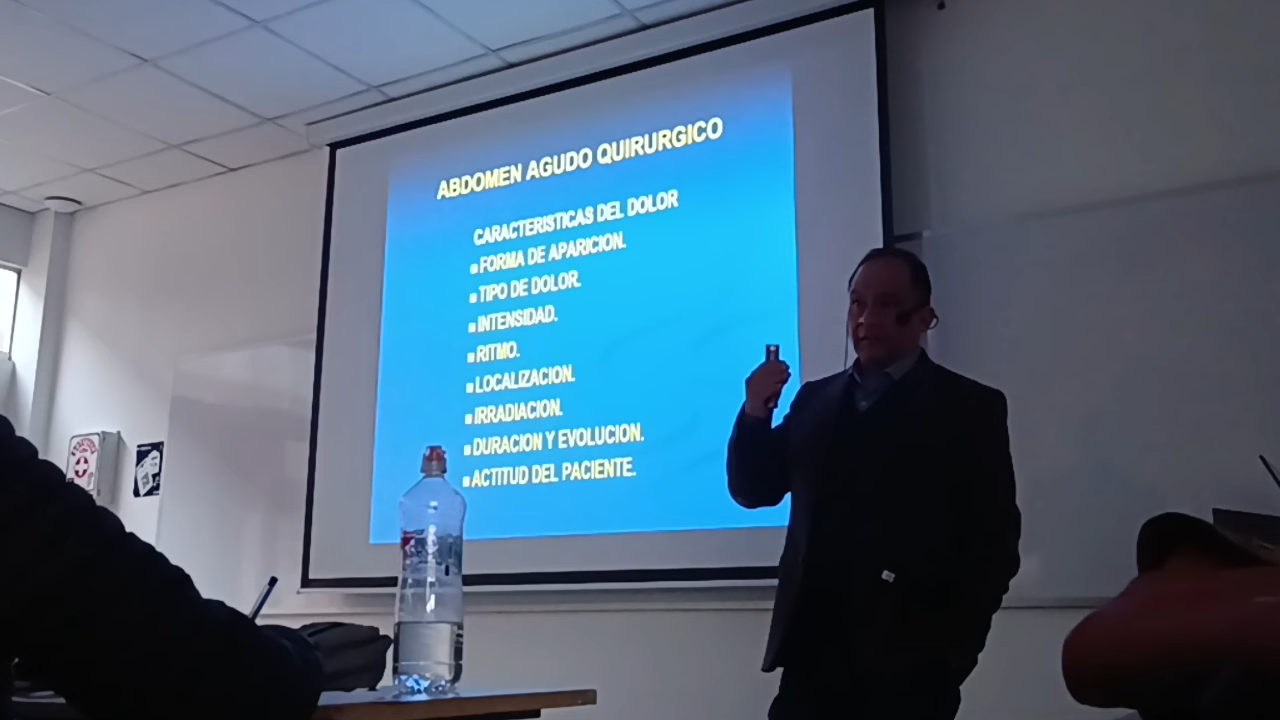 ABDOMEN AGUDO QUIRURGICO
CARACTERISTICAS DEL DOLOR
FORMA DE APARICION.
TIPO DE DOLOR.
INTENSIDAD.
RITMO.
LOCALIZACION.
IRRADIACION.
DURACION Y EVOLUCION.
ACTITUD DEL PACIENTE.